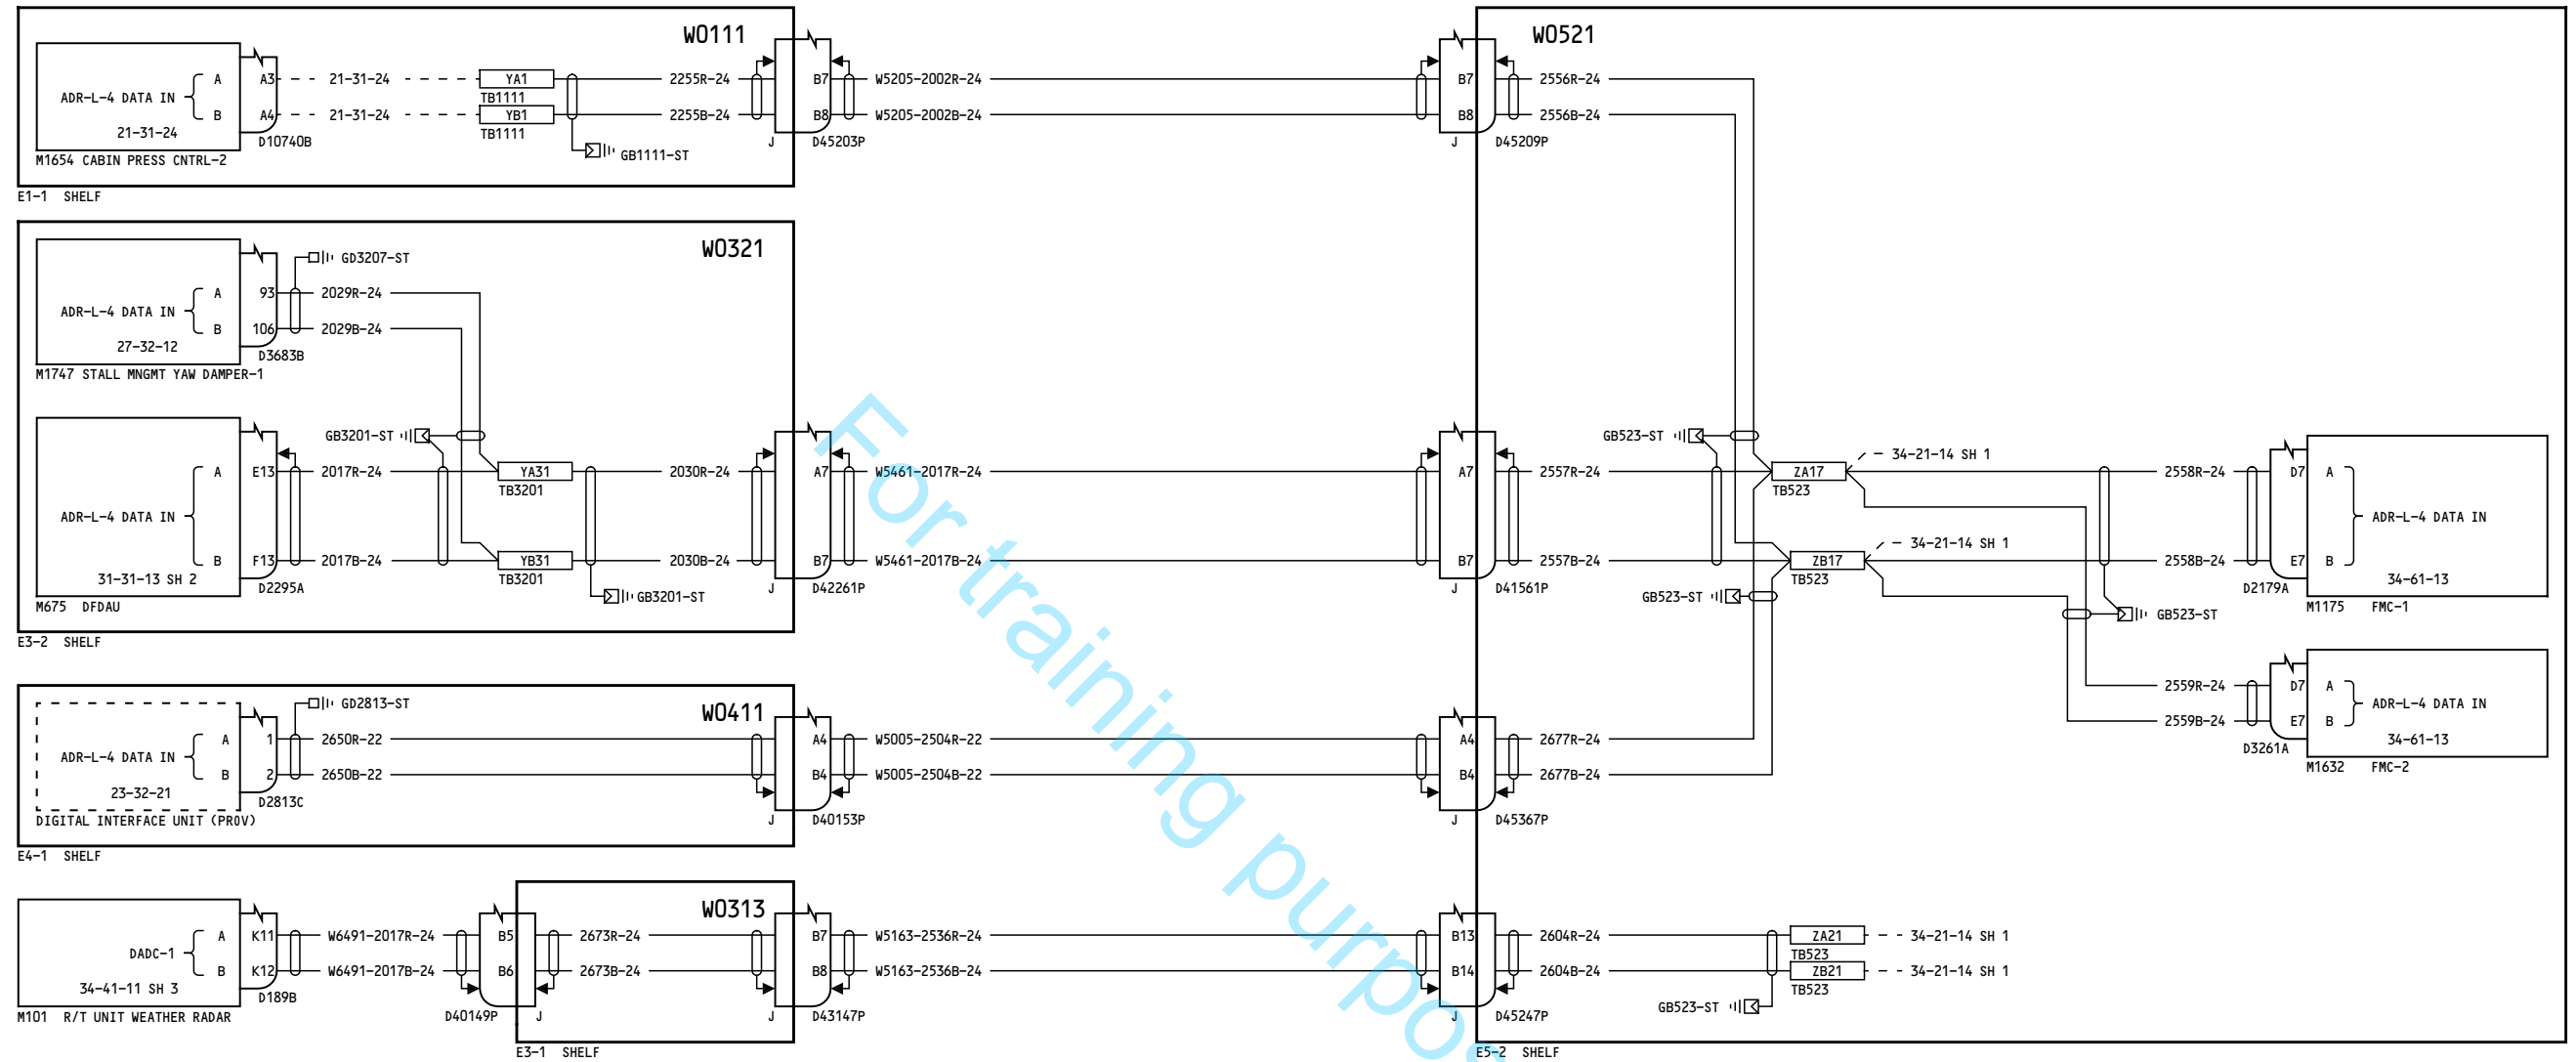 W0111
W0521
ADR-L-4 DATA IN
A
B
21-31-24
A3
A4
D10740B
21-31-24
21-31-24
YA1
TB1111
YB1
TB1111
GB1111-ST
2255R-24
2255B-24
J
B7
B8
D45203P
W5205-2002R-24
W5205-2002B-24
B7
B8
J
D45209P
2556R-24
2556B-24
M1654 CABIN PRESS CNTRL-2
E1-1 SHELF
W0321
ADR-L-4 DATA IN
A
B
27-32-12
93
106
D3683B
GD3207-ST
2029R-24
2029B-24
M1747 STALL MNGMT YAW DAMPER-1
ADR-L-4 DATA IN
A
B
31-31-13 SH 2
E13
F13
D2295A
M675 DFDAU
GB3201-ST
2017R-24
2017B-24
YA31
TB3201
YB31
TB3201
GB3201-ST
2030R-24
2030B-24
J
A7
B7
D42261P
W5461-2017R-24
W5461-2017B-24
A7
B7
J
D41561P
2557R-24
2557B-24
GB523-ST
GB523-ST
ZA17
TB523
ZB17
TB523
34-21-14 SH 1
34-21-14 SH 1
2558R-24
2558B-24
GB523-ST
D7
E7
D2179A
A
B
ADR-L-4 DATA IN
34-61-13
M1175 FMC-1
E3-2 SHELF
2559R-24
2559B-24
D7
E7
D3261A
A
B
ADR-L-4 DATA IN
34-61-13
M1632 FMC-2
W0411
ADR-L-4 DATA IN
A
B
23-32-21
1
2
D2813C
GD2813-ST
2650R-22
2650B-22
DIGITAL INTERFACE UNIT (PROV)
J
A4
B4
D40153P
W5005-2504R-22
W5005-2504B-22
A4
B4
J
D45367P
2677R-24
2677B-24
E4-1 SHELF
W0313
DADC-1
A
B
34-41-11 SH 3
K11
K12
D189B
M101 R/T UNIT WEATHER RADAR
W6491-2017R-24
W6491-2017B-24
B5
B6
D40149P
J
2673R-24
2673B-24
J
B7
B8
D43147P
W5163-2536R-24
W5163-2536B-24
B13
B14
J
D45247P
2604R-24
2604B-24
ZA21
TB523
ZB21
TB523
34-21-14 SH 1
34-21-14 SH 1
GB523-ST
E3-1 SHELF
E5-2 SHELF
For training purpos